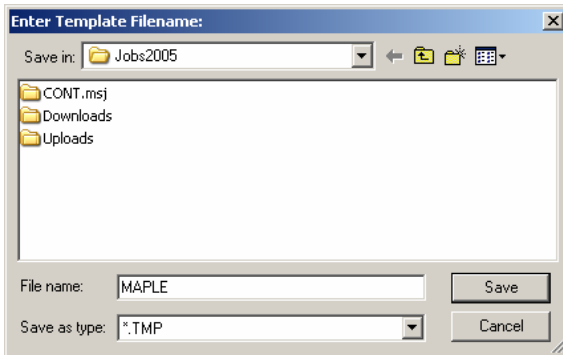 Enter Template Filename:
Save in: Jobs2005
CONT.msj
Downloads
Uploads
File name: MAPLE Save
Save as type: *.TMP Cancel